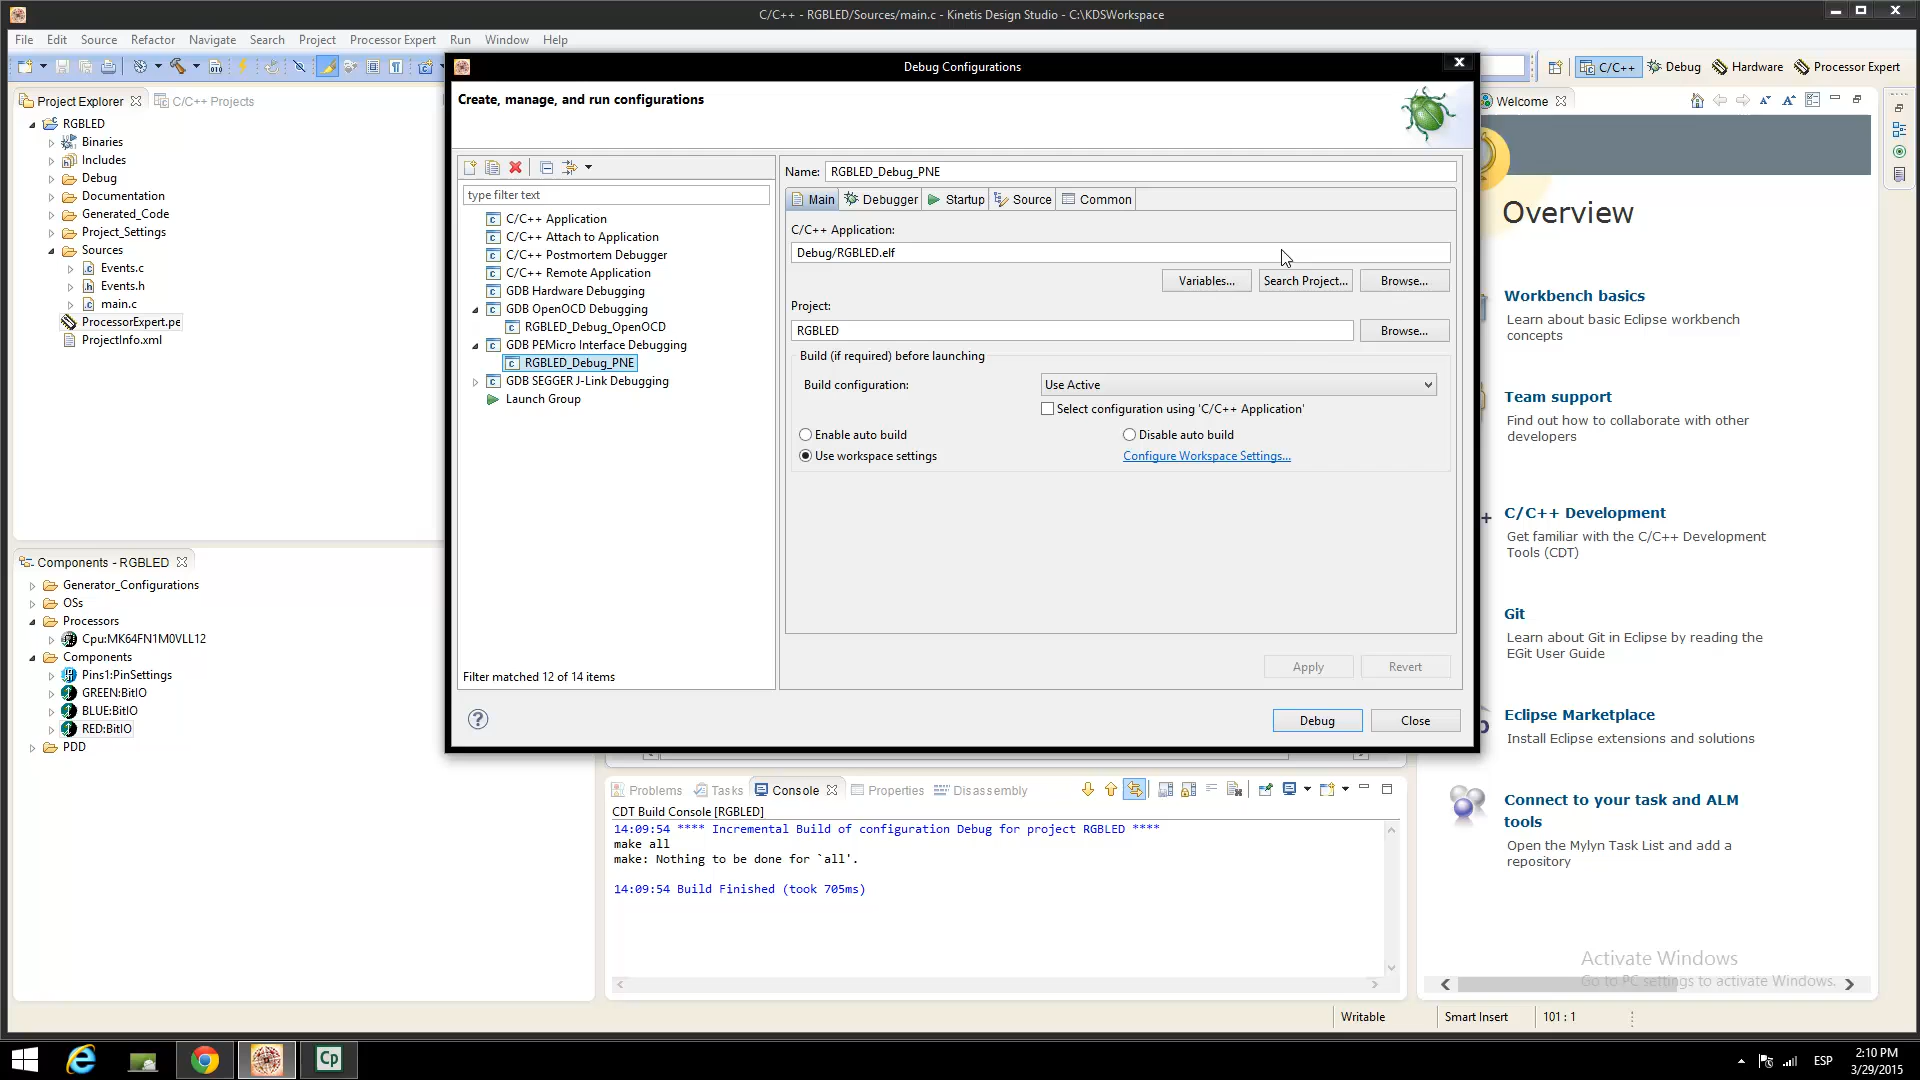 C/C++ - RGBLED/Sources/main.c - Kinetis Design Studio - C:\KDSWorkspace
File Edit Source Refactor Navigate Search Project Processor Expert Run Window Help
C/C++ Debug Hardware Processor Expert
Project Explorer C/C++ Projects
RGBLED
Binaries
Includes
Debug
Documentation
Generated_Code
Project_Settings
Sources
Events.c
Events.h
main.c
ProcessorExpert.pe
ProjectInfo.xml
Components - RGBLED
Generator_Configurations
OSs
Processors
Cpu:MK64FN1M0VLL12
Components
Pins1:PinSettings
GREEN:BitIO
BLUE:BitIO
RED:BitIO
PDD
Debug Configurations
Create, manage, and run configurations
type filter text
C/C++ Application
C/C++ Attach to Application
C/C++ Postmortem Debugger
C/C++ Remote Application
GDB Hardware Debugging
GDB OpenOCD Debugging
RGBLED_Debug_OpenOCD
GDB PEMicro Interface Debugging
RGBLED_Debug_PNE
GDB SEGGER J-Link Debugging
Launch Group
Filter matched 12 of 14 items
Name: RGBLED_Debug_PNE
Main Debugger Startup Source Common
C/C++ Application:
Debug/RGBLED.elf
Variables... Search Project... Browse...
Project:
RGBLED
Browse...
Build (if required) before launching
Build configuration: Use Active
Select configuration using 'C/C++ Application'
Enable auto build Disable auto build
Use workspace settings Configure Workspace Settings...
Apply Revert
Debug Close
Problems Tasks Console Properties Disassembly
CDT Build Console [RGBLED]
14:09:54 **** Incremental Build of configuration Debug for project RGBLED ****
make all
make: Nothing to be done for `all'.
14:09:54 Build Finished (took 705ms)
Welcome
Overview
Workbench basics
Learn about basic Eclipse workbench
concepts
Team support
Find out how to collaborate with other
developers
C/C++ Development
Get familiar with the C/C++ Development
Tools (CDT)
Git
Learn about Git in Eclipse by reading the
EGit User Guide
Eclipse Marketplace
Install Eclipse extensions and solutions
Connect to your task and ALM
tools
Open the Mylyn Task List and add a
repository
Activate Windows
Go to PC settings to activate Windows.
Writable Smart Insert 101 : 1
Cp
ESP
2:10 PM
3/29/2015